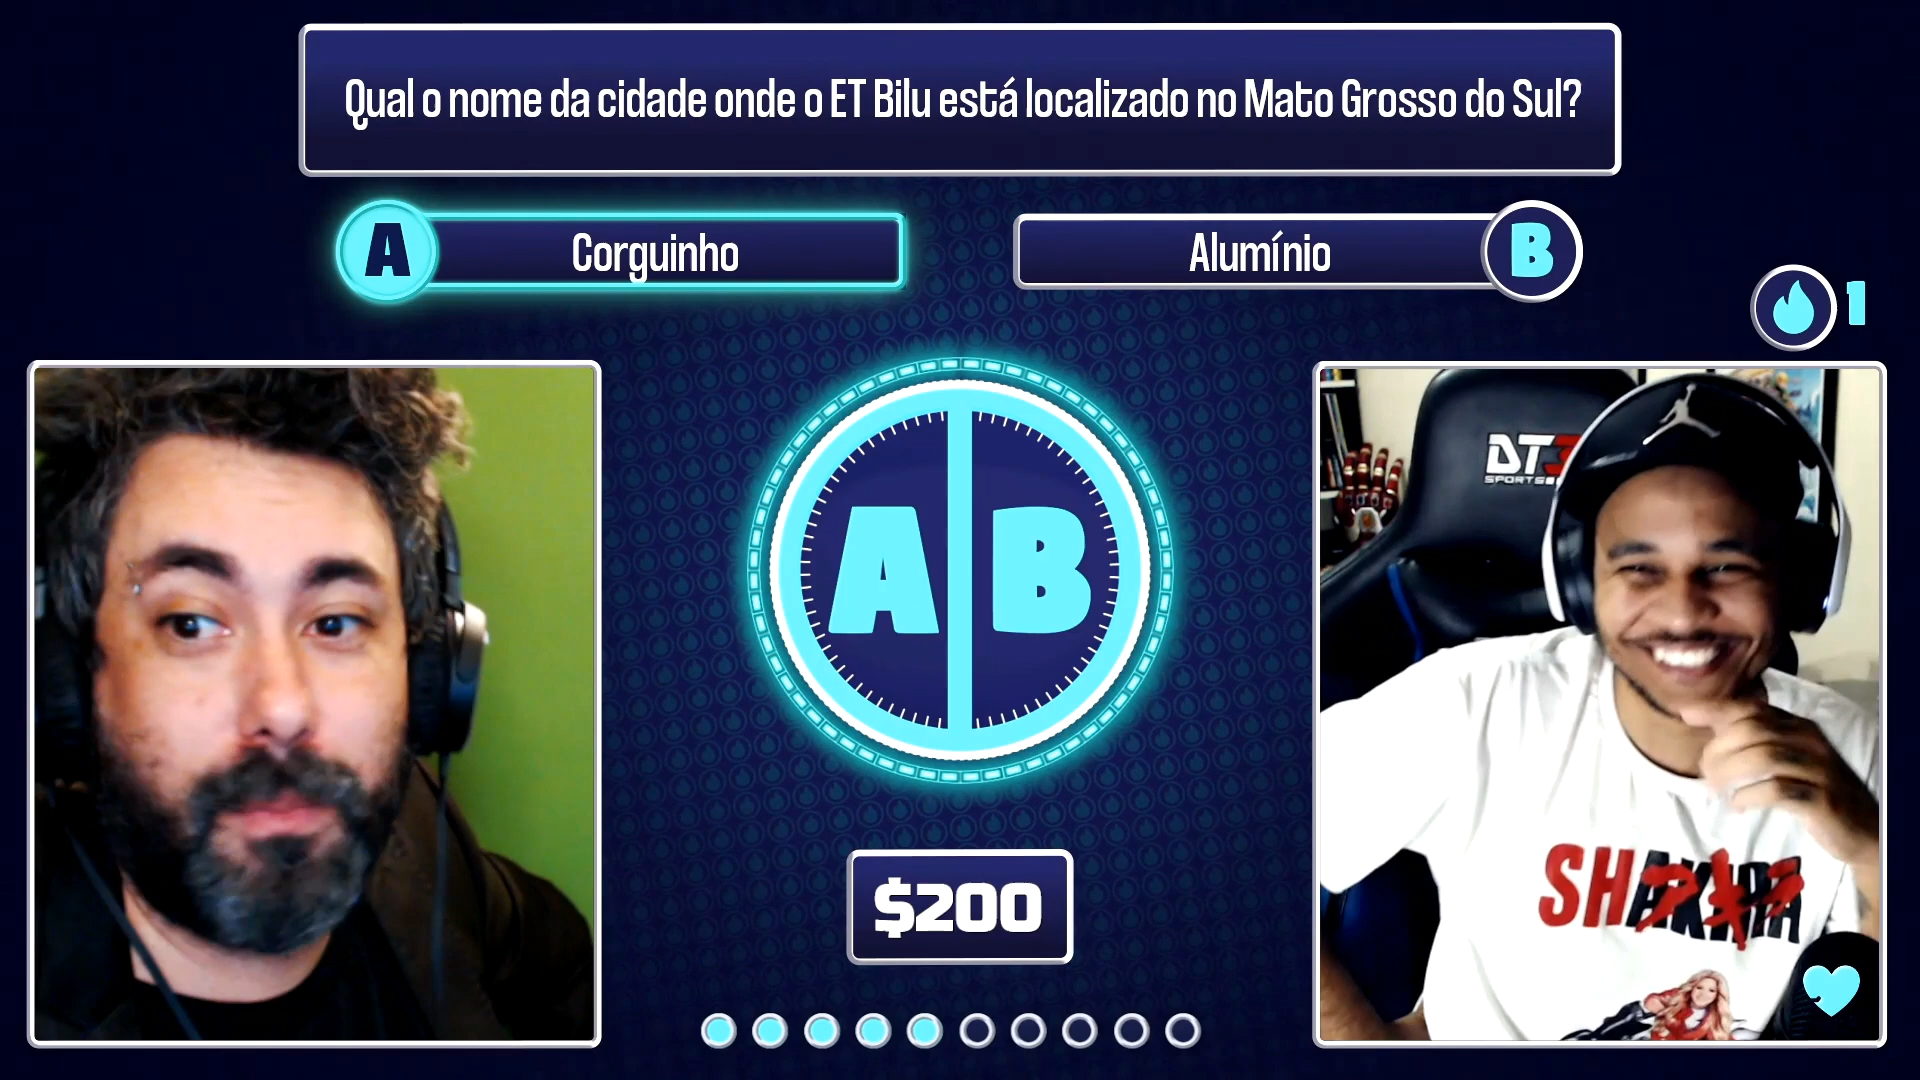 Qual o nome da cidade onde o ET Bilu está localizado no Mato Grosso do Sul?
A
Corguinho
Alumínio
B
1
A B
DT3
SPORTS
SHAKIRA
$200